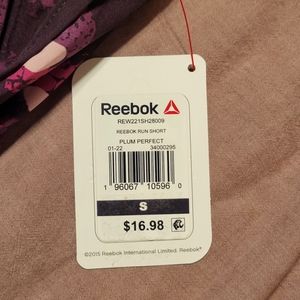 Reebok
REW221SH28009
REEBOK RUN SHORT
PLUM PERFECT
01-22 34000295
1 96067 10596 0
S
$16.98
©2015 Reebok International Limited. Reebok®